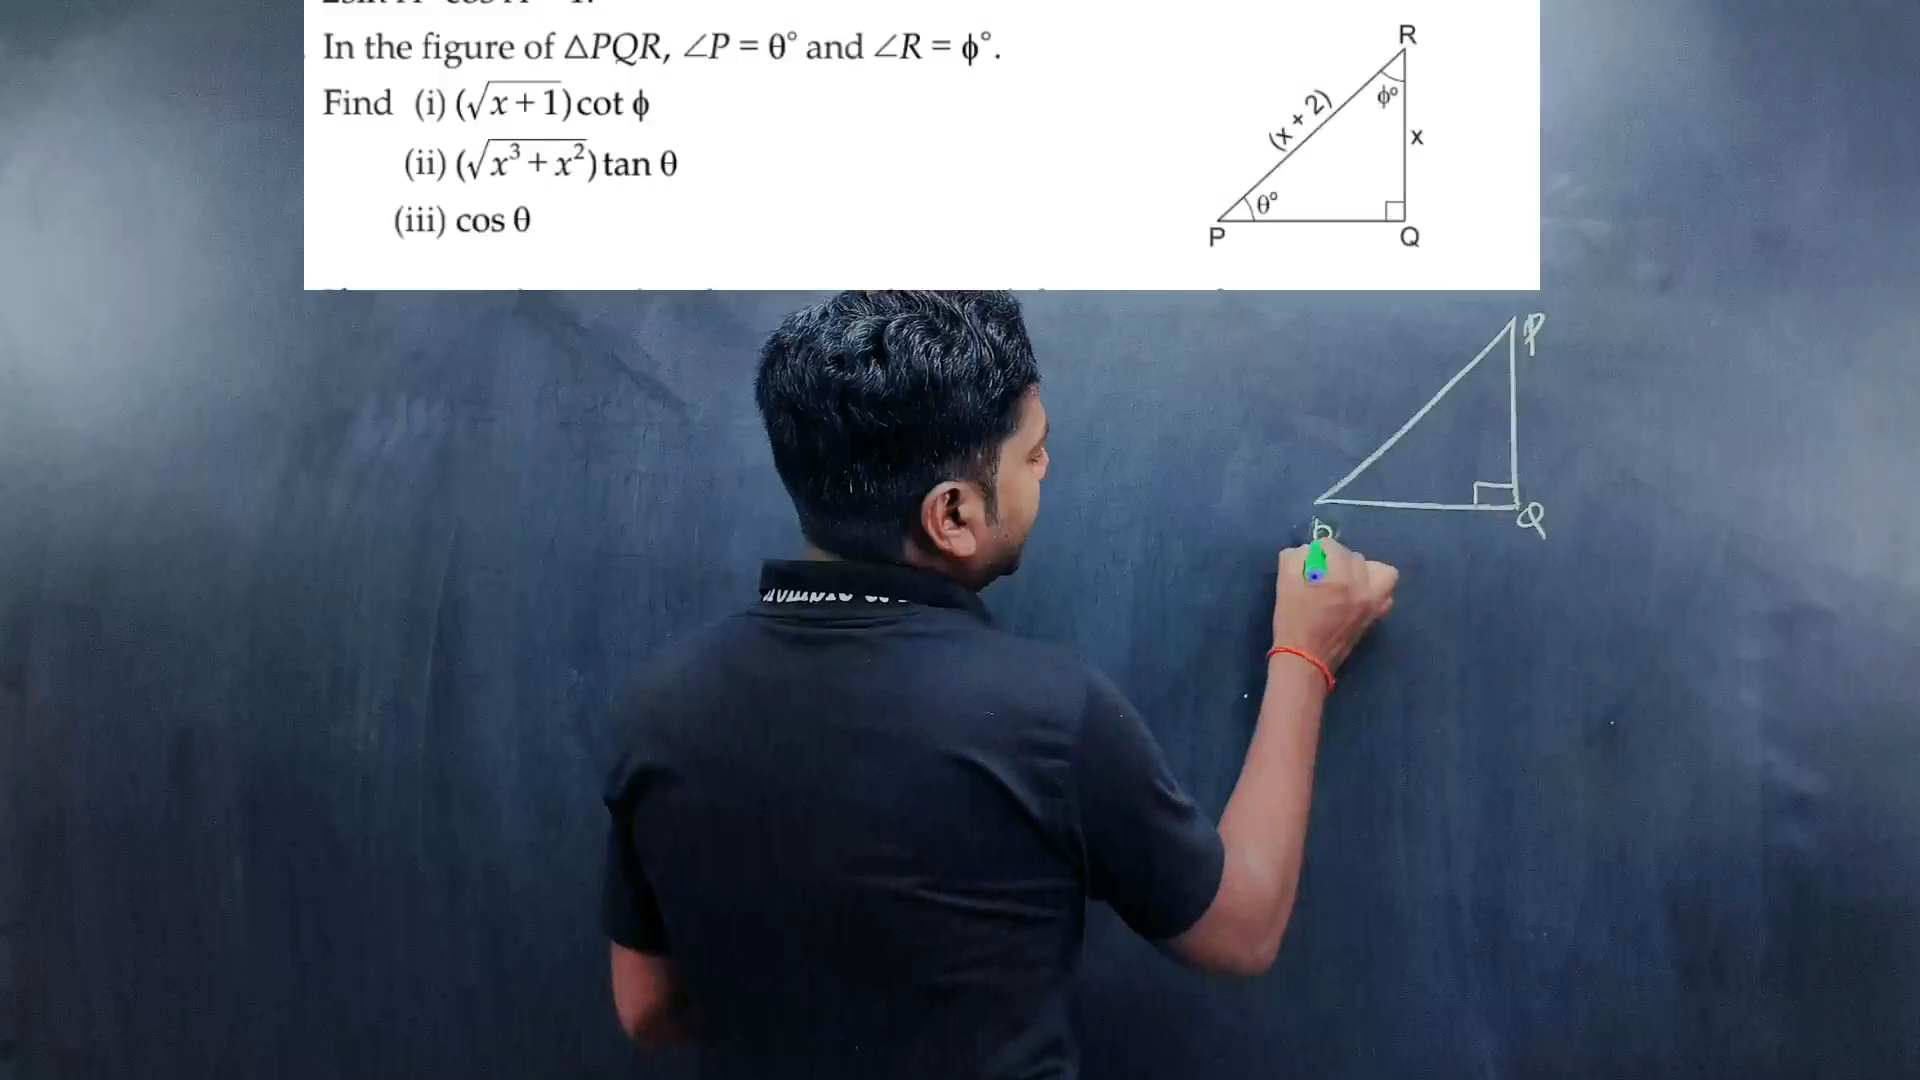 In the figure of △PQR, ∠P = θ° and ∠R = ϕ°.
Find (i) (√x + 1) cot ϕ
(ii) (√x³ + x²) tan θ
(iii) cos θ
R
ϕ°
(x + 2)
x
θ°
P
Q
P
Q